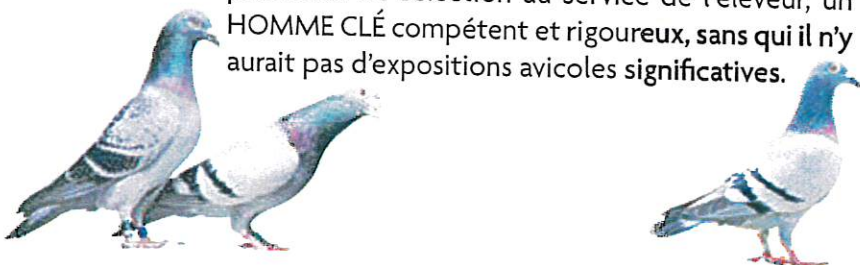 sélection au service de l'éleveur, un
HOMME CLÉ compétent et rigoureux, sans qui il n'y
aurait pas d'expositions avicoles significatives.